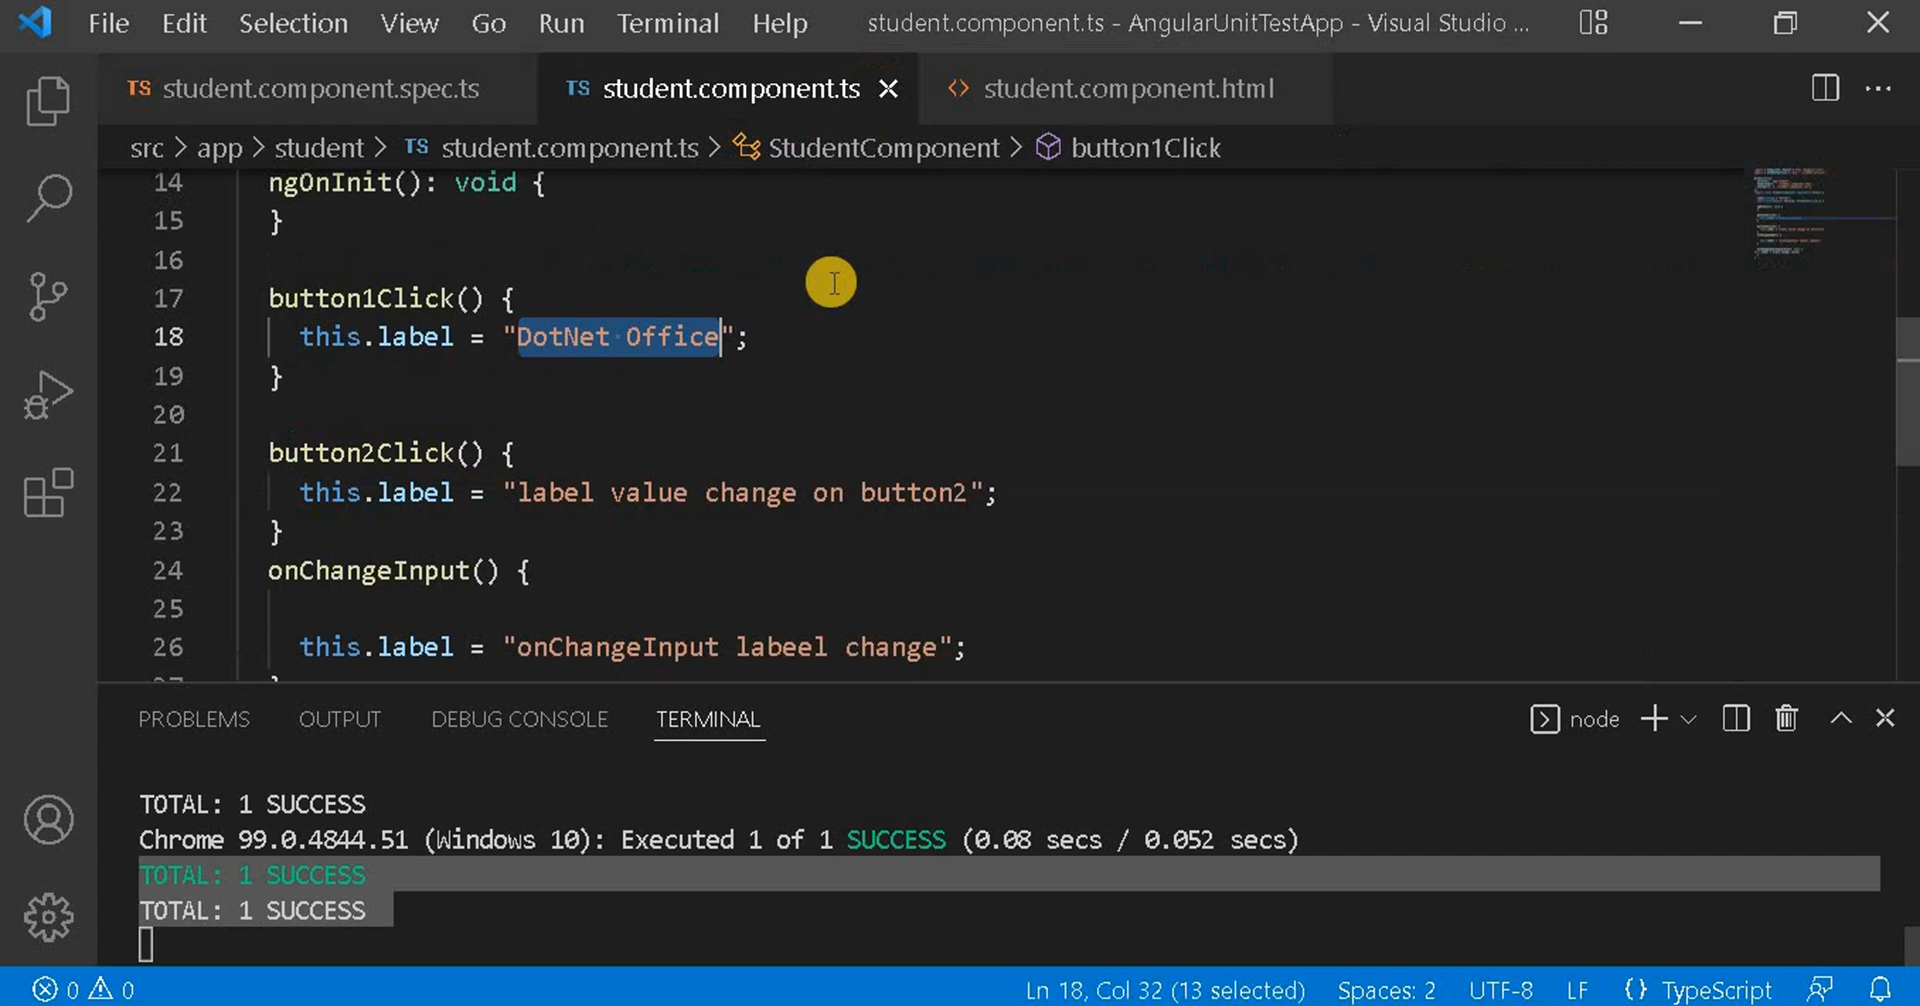 File Edit Selection View Go Run Terminal Help student.component.ts - AngularUnitTestApp - Visual Studio ...
TS student.component.spec.ts TS student.component.ts student.component.html
src > app > student > TS student.component.ts > StudentComponent > button1Click
14 ngOnInit(): void {
15 }
16
17 button1Click() {
18 this.label = "DotNet Office";
19 }
20
21 button2Click() {
22 this.label = "label value change on button2";
23 }
24 onChangeInput() {
25
26 this.label = "onChangeInput labeel change";
PROBLEMS OUTPUT DEBUG CONSOLE TERMINAL node
TOTAL: 1 SUCCESS
Chrome 99.0.4844.51 (Windows 10): Executed 1 of 1 SUCCESS (0.08 secs / 0.052 secs)
TOTAL: 1 SUCCESS
TOTAL: 1 SUCCESS
0 0 Ln 18, Col 32 (13 selected) Spaces: 2 UTF-8 LF {} TypeScript